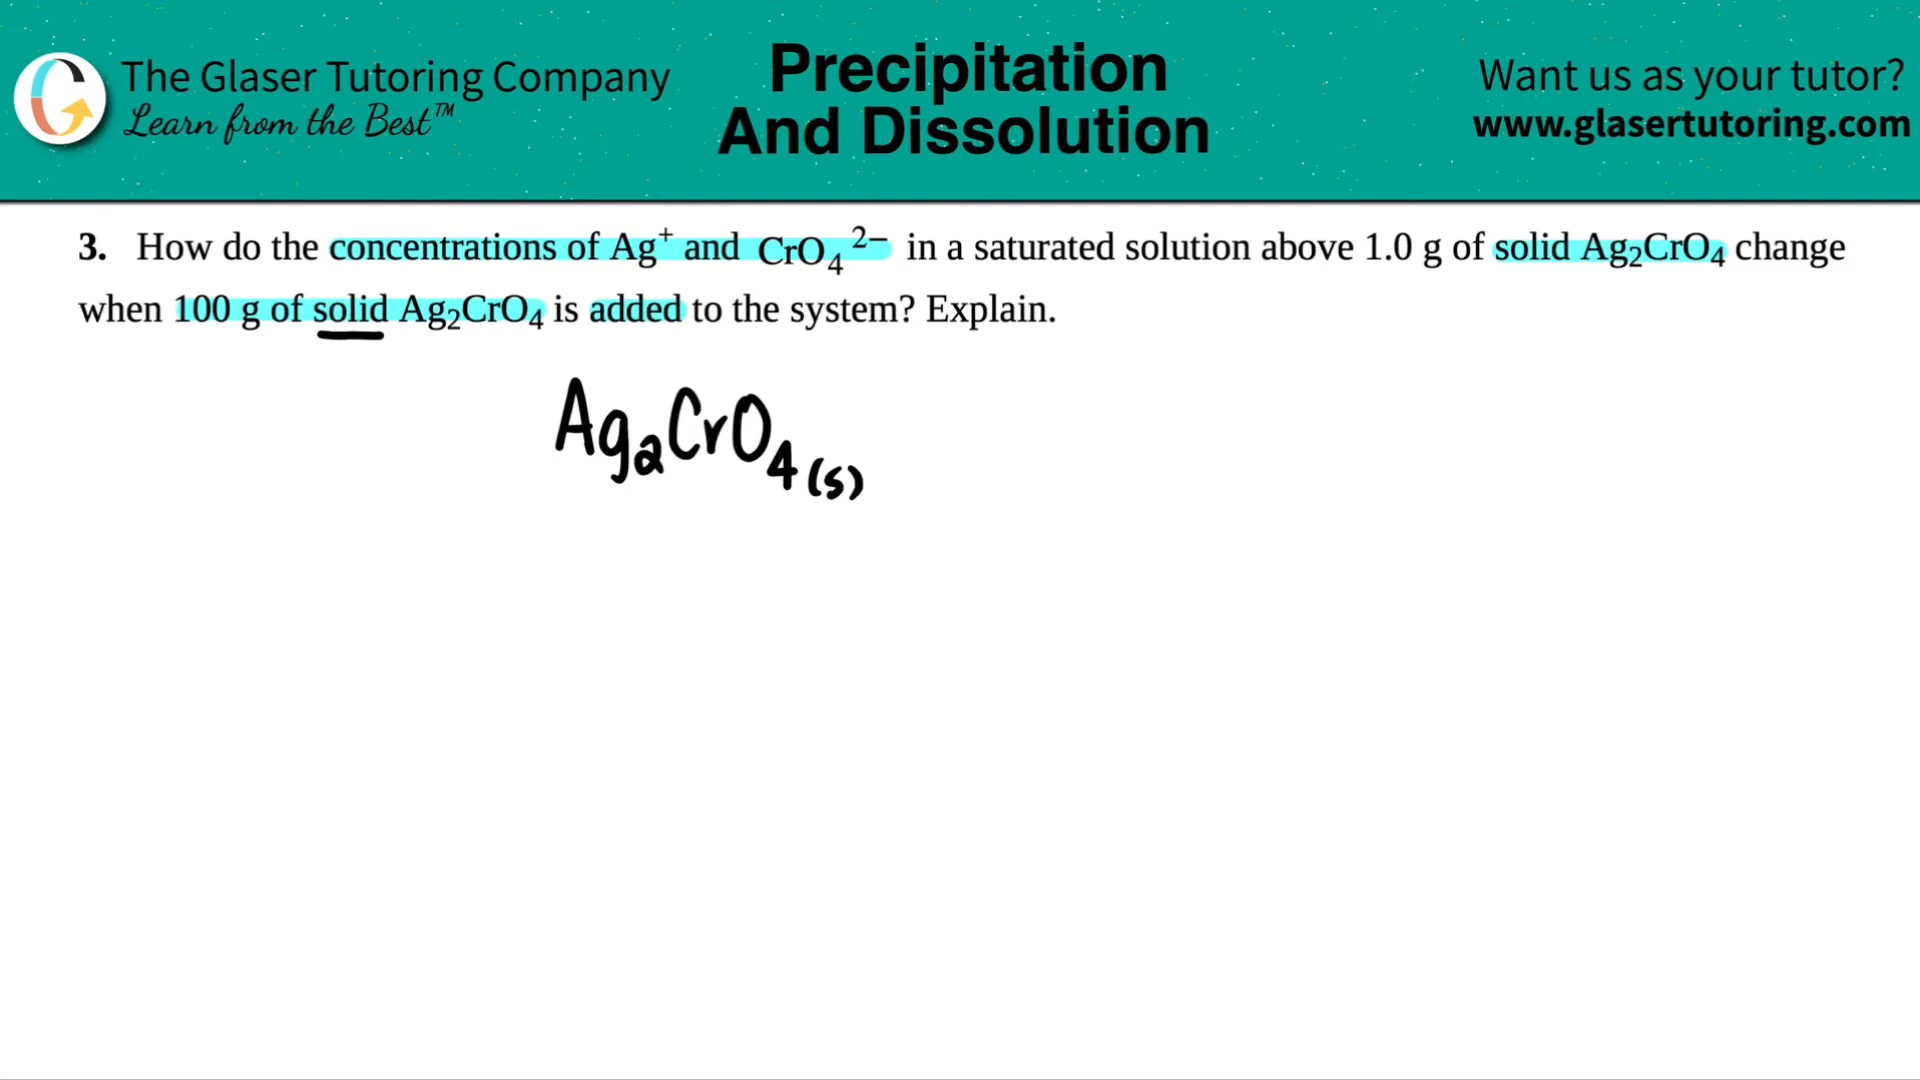 The Glaser Tutoring Company
Learn from the Best™
Precipitation
And Dissolution
Want us as your tutor?
www.glasertutoring.com
3. How do the concentrations of Ag⁺ and CrO₄²⁻ in a saturated solution above 1.0 g of solid Ag₂CrO₄ change
when 100 g of solid Ag₂CrO₄ is added to the system? Explain.
Ag₂CrO₄(s)